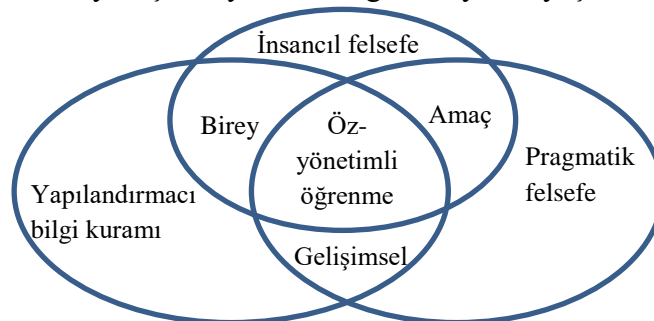 İnsancıl felsefe
Birey
Öz-
yönetimli
öğrenme
Amaç
Pragmatik
felsefe
Yapılandırmacı
bilgi kuramı
Gelişimsel